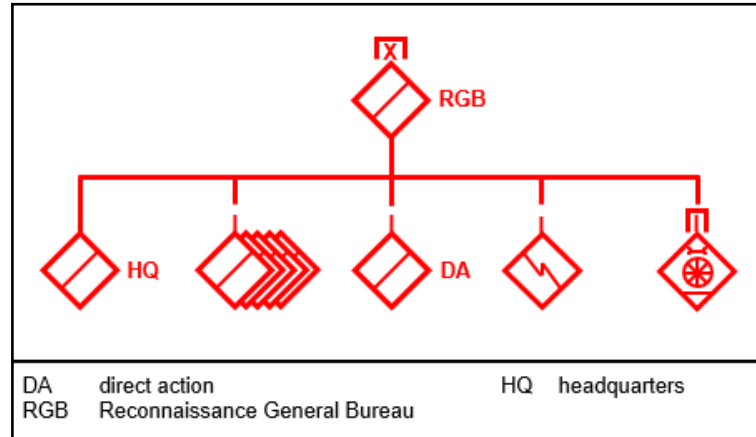 X
RGB
HQ
DA
DA direct action HQ headquarters
RGB Reconnaissance General Bureau